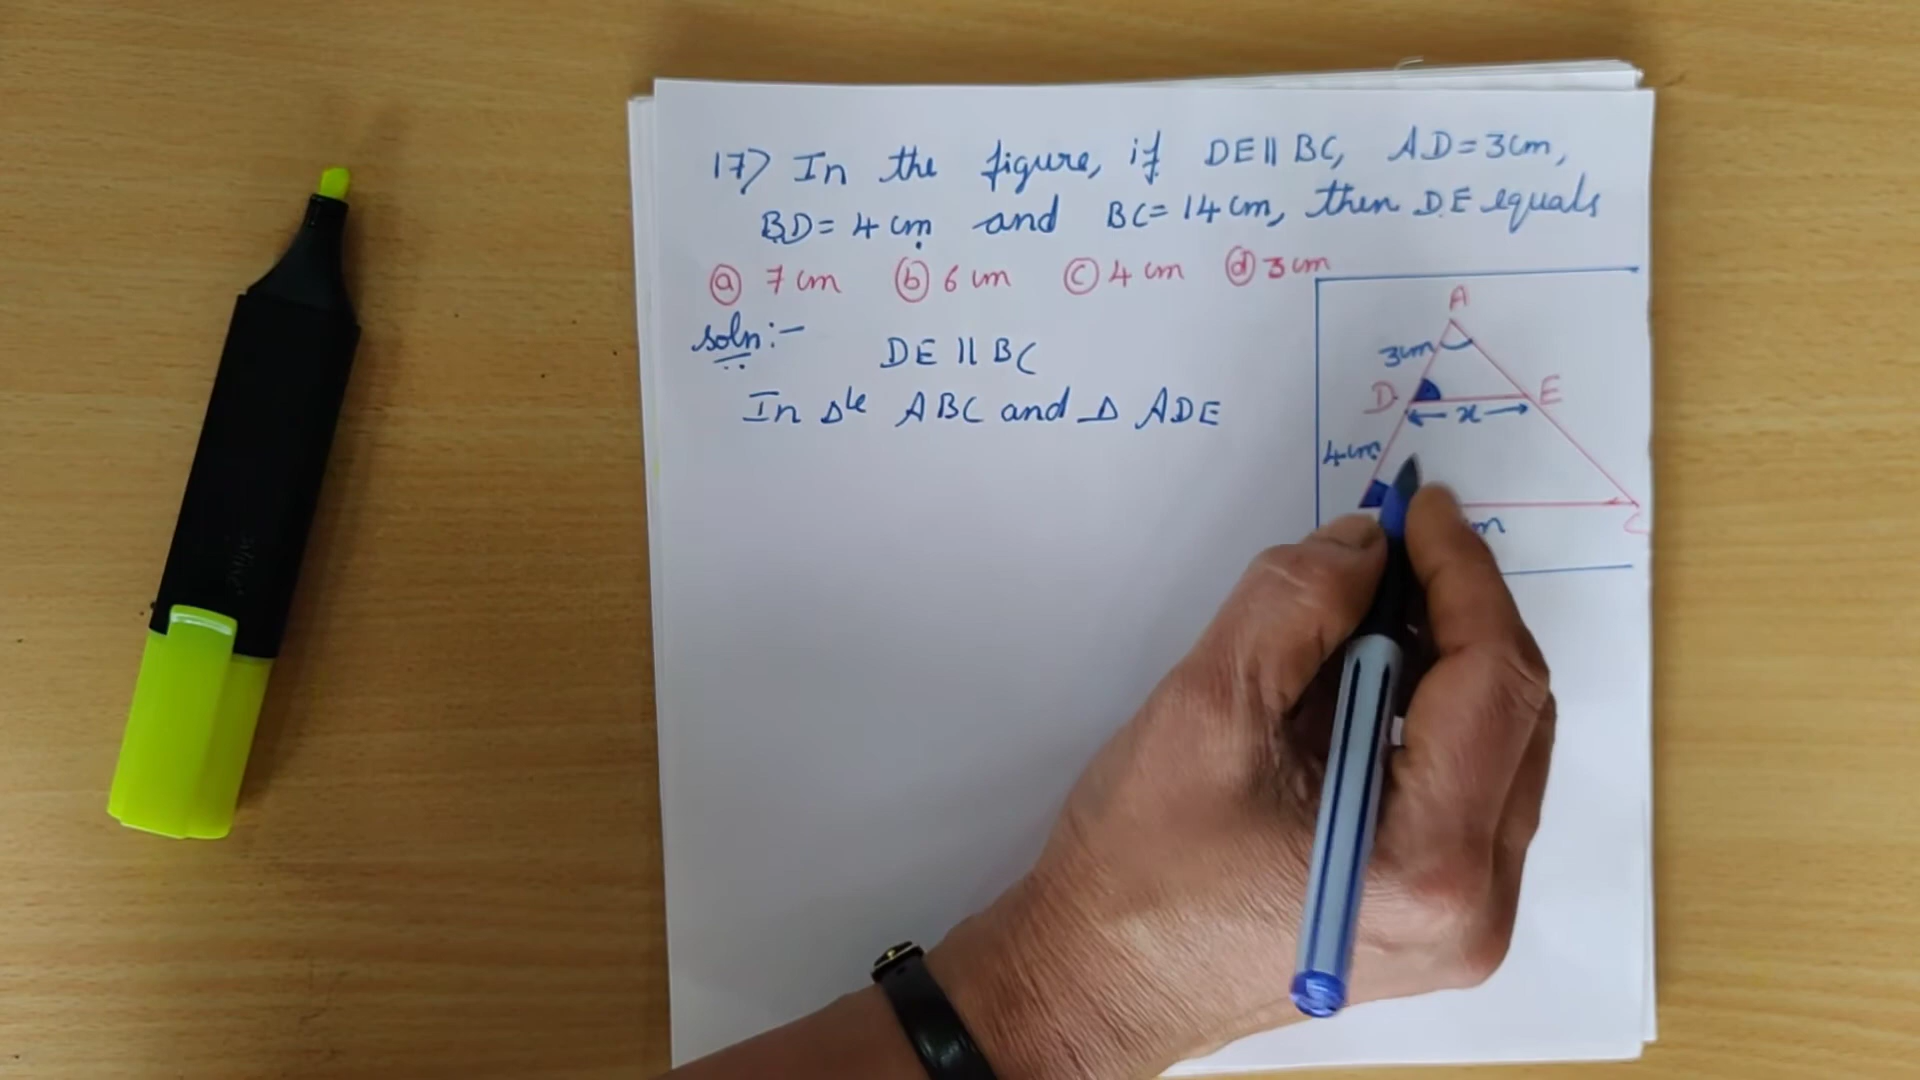 17) In the figure, if DE || BC, AD = 3cm,
BD = 4 cm and BC = 14 cm, then DE equals
ⓐ 7 cm ⓑ 6 cm ⓒ 4 cm ⓓ 3 cm
soln:-
DE || BC
In Δle ABC and Δ ADE
A
3cm
D E
x
4cm
C
m